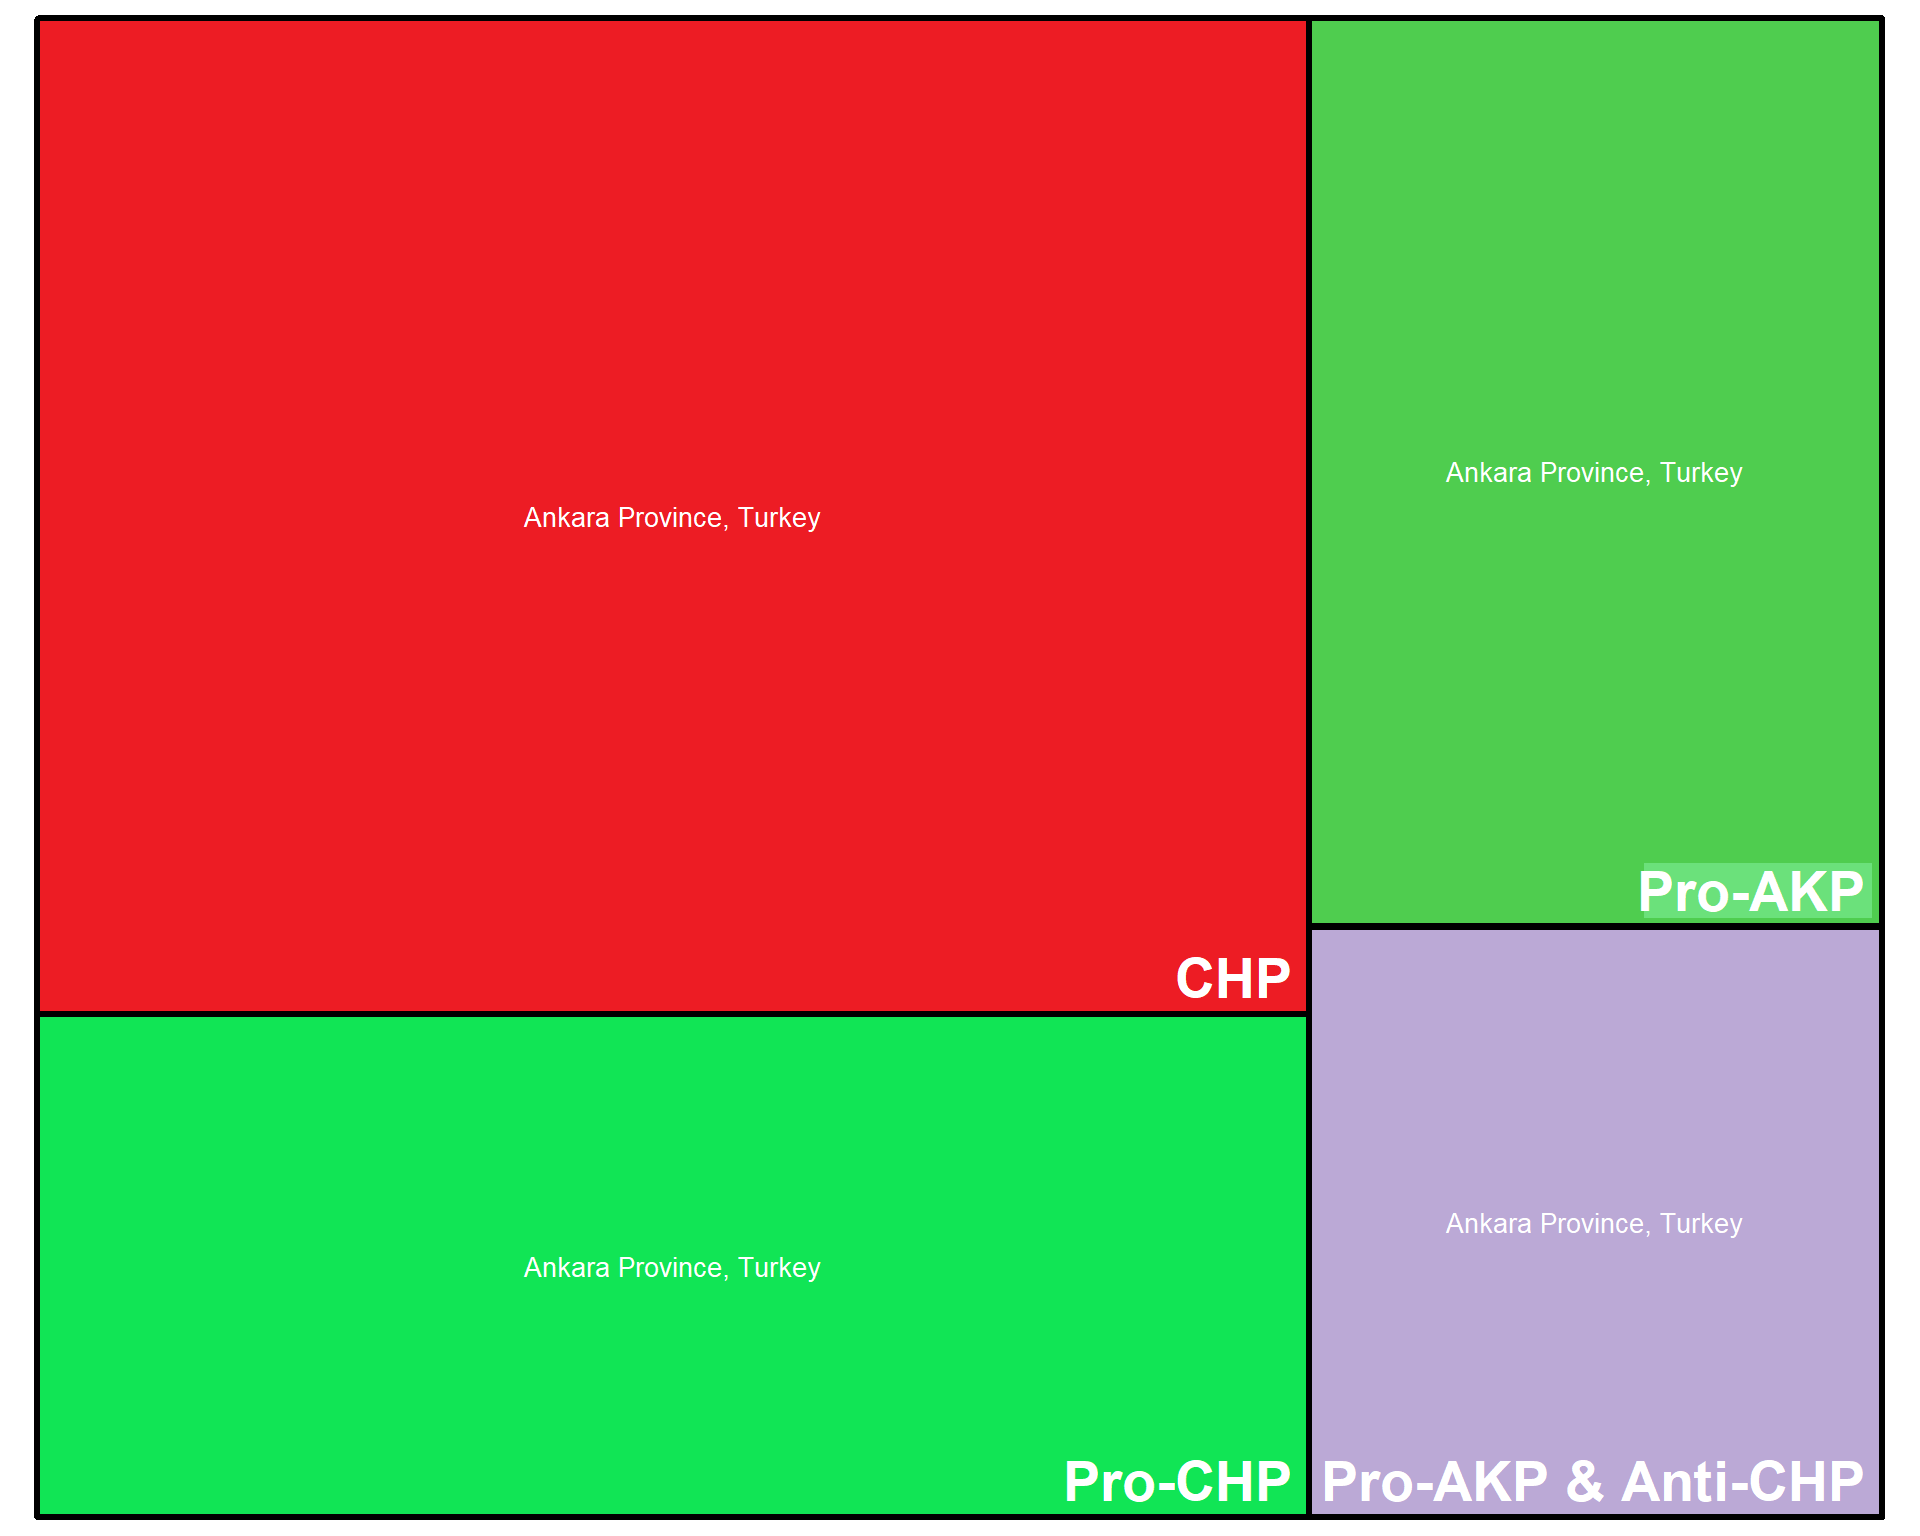 Ankara Province, Turkey
CHP
Ankara Province, Turkey
Pro-AKP
Ankara Province, Turkey
Pro-CHP
Ankara Province, Turkey
Pro-AKP & Anti-CHP